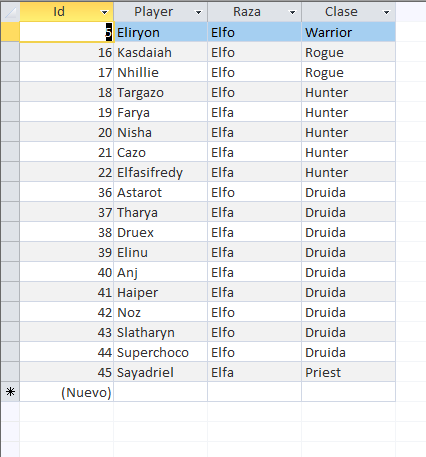 Id Player Raza Clase
5 Eliryon Elfo Warrior
16 Kasdaiah Elfo Rogue
17 Nhillie Elfo Rogue
18 Targazo Elfo Hunter
19 Farya Elfa Hunter
20 Nisha Elfa Hunter
21 Cazo Elfa Hunter
22 Elfasifredy Elfa Hunter
36 Astarot Elfo Druida
37 Tharya Elfa Druida
38 Druex Elfa Druida
39 Elinu Elfa Druida
40 Anj Elfa Druida
41 Haiper Elfa Druida
42 Noz Elfo Druida
43 Slatharyn Elfo Druida
44 Superchoco Elfo Druida
45 Sayadriel Elfa Priest
(Nuevo)